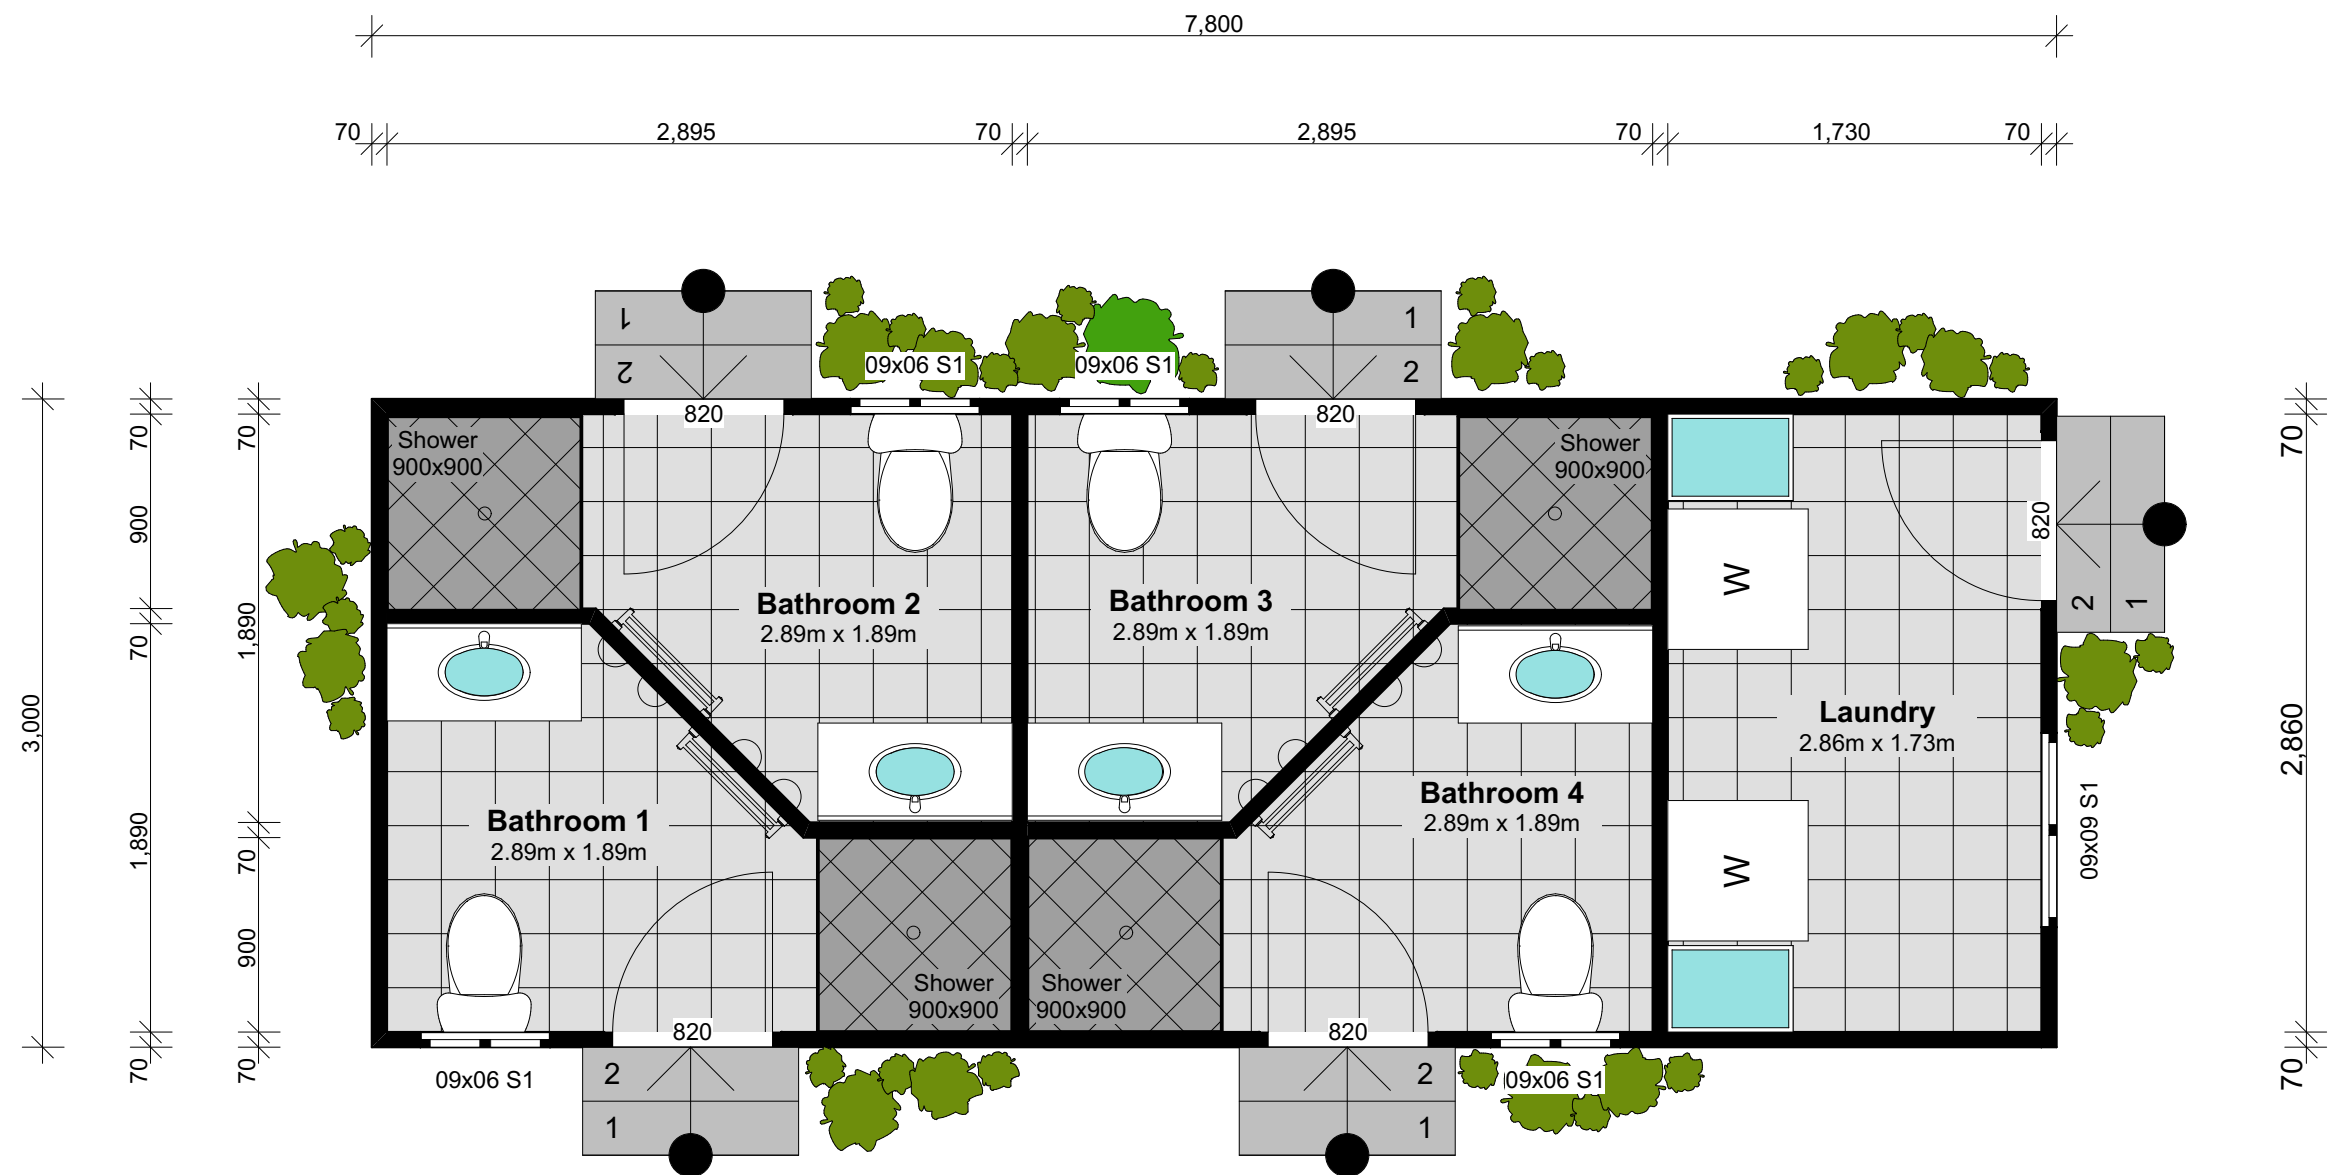 7,800
70 2,895 70 2,895 70 1,730 70
1 1
2 2
09x06 S1 09x06 S1
820 820
Shower
900x900
Shower
900x900
70 900 70 1,890 70
70 1,890 70 900 70
3,000
70 2,860 70
820
2 1
W
Bathroom 2
2.89m x 1.89m
Bathroom 3
2.89m x 1.89m
Laundry
2.86m x 1.73m
Bathroom 1
2.89m x 1.89m
Bathroom 4
2.89m x 1.89m
09x09 S1
W
Shower
900x900
Shower
900x900
820 820
09x06 S1
2 2
09x06 S1
1 1